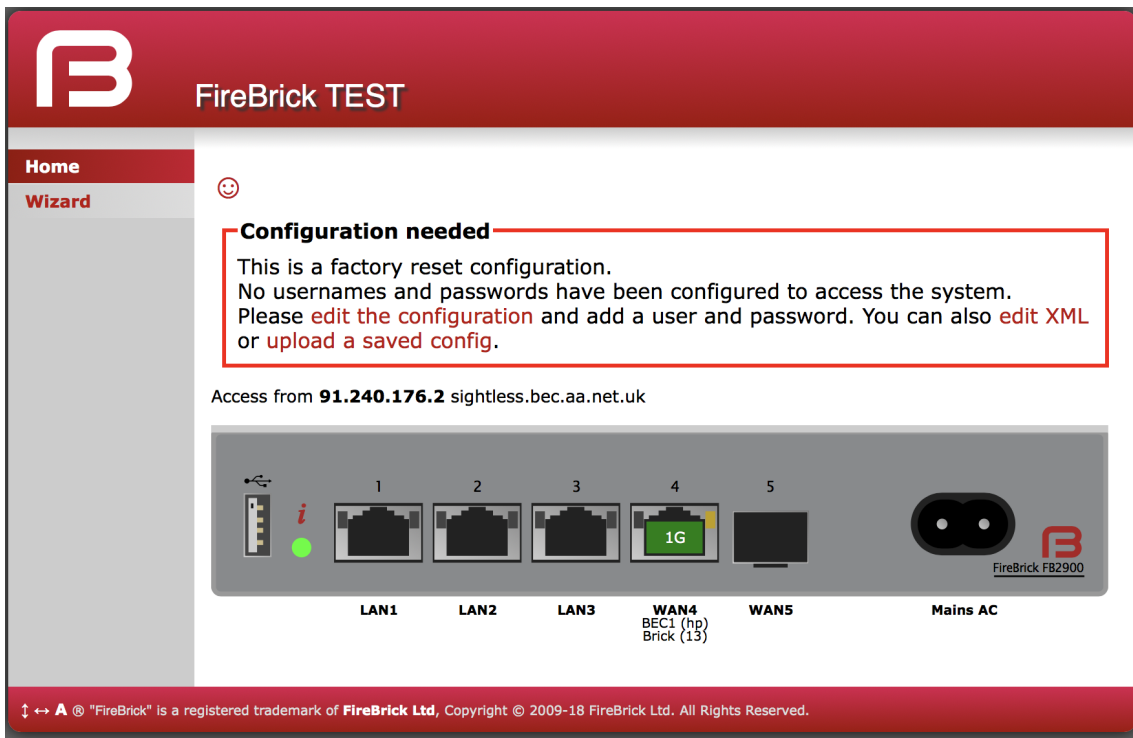 FireBrick TEST
Home
Wizard
Configuration needed
This is a factory reset configuration.
No usernames and passwords have been configured to access the system.
Please edit the configuration and add a user and password. You can also edit XML
or upload a saved config.
Access from 91.240.176.2 sightless.bec.aa.net.uk
1 2 3 4 5
i
1G
FireBrick FB2900
LAN1 LAN2 LAN3 WAN4 WAN5 Mains AC
BEC1 (hp)
Brick (13)
↕ ↔ A ® "FireBrick" is a registered trademark of FireBrick Ltd, Copyright © 2009-18 FireBrick Ltd. All Rights Reserved.